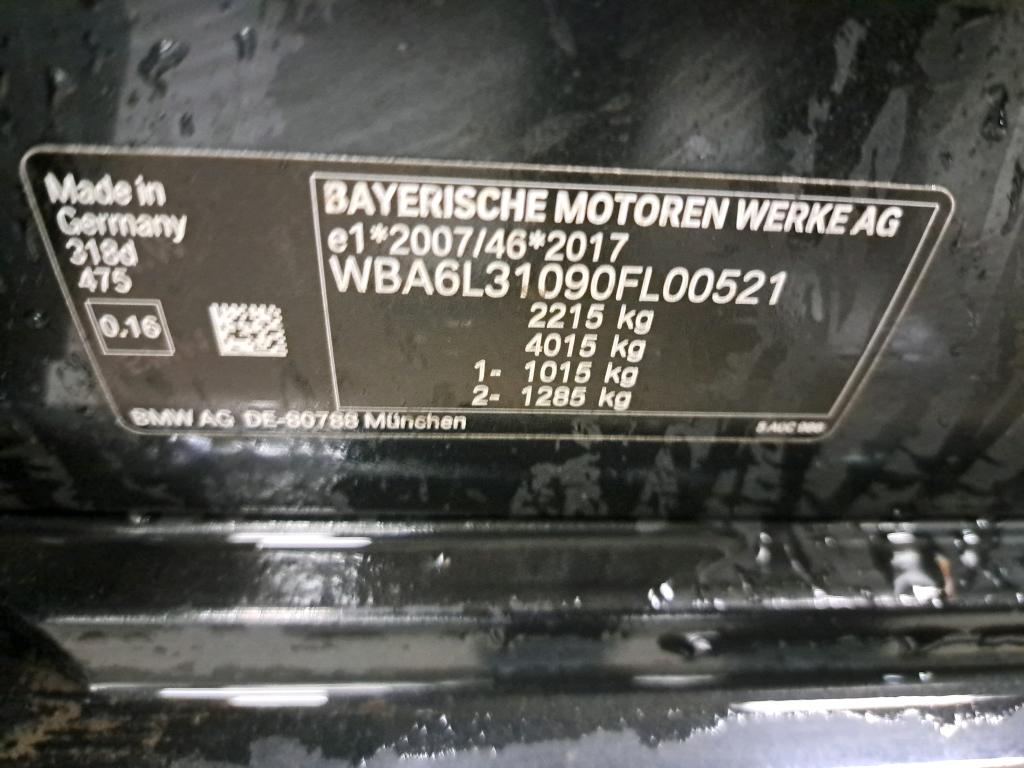 Made in
Germany
318d
475
0.16
BAYERISCHE MOTOREN WERKE AG
e1*2007/46*2017
WBA6L31090FL00521
2215 kg
4015 kg
1- 1015 kg
2- 1285 kg
BMW AG DE-80788 München